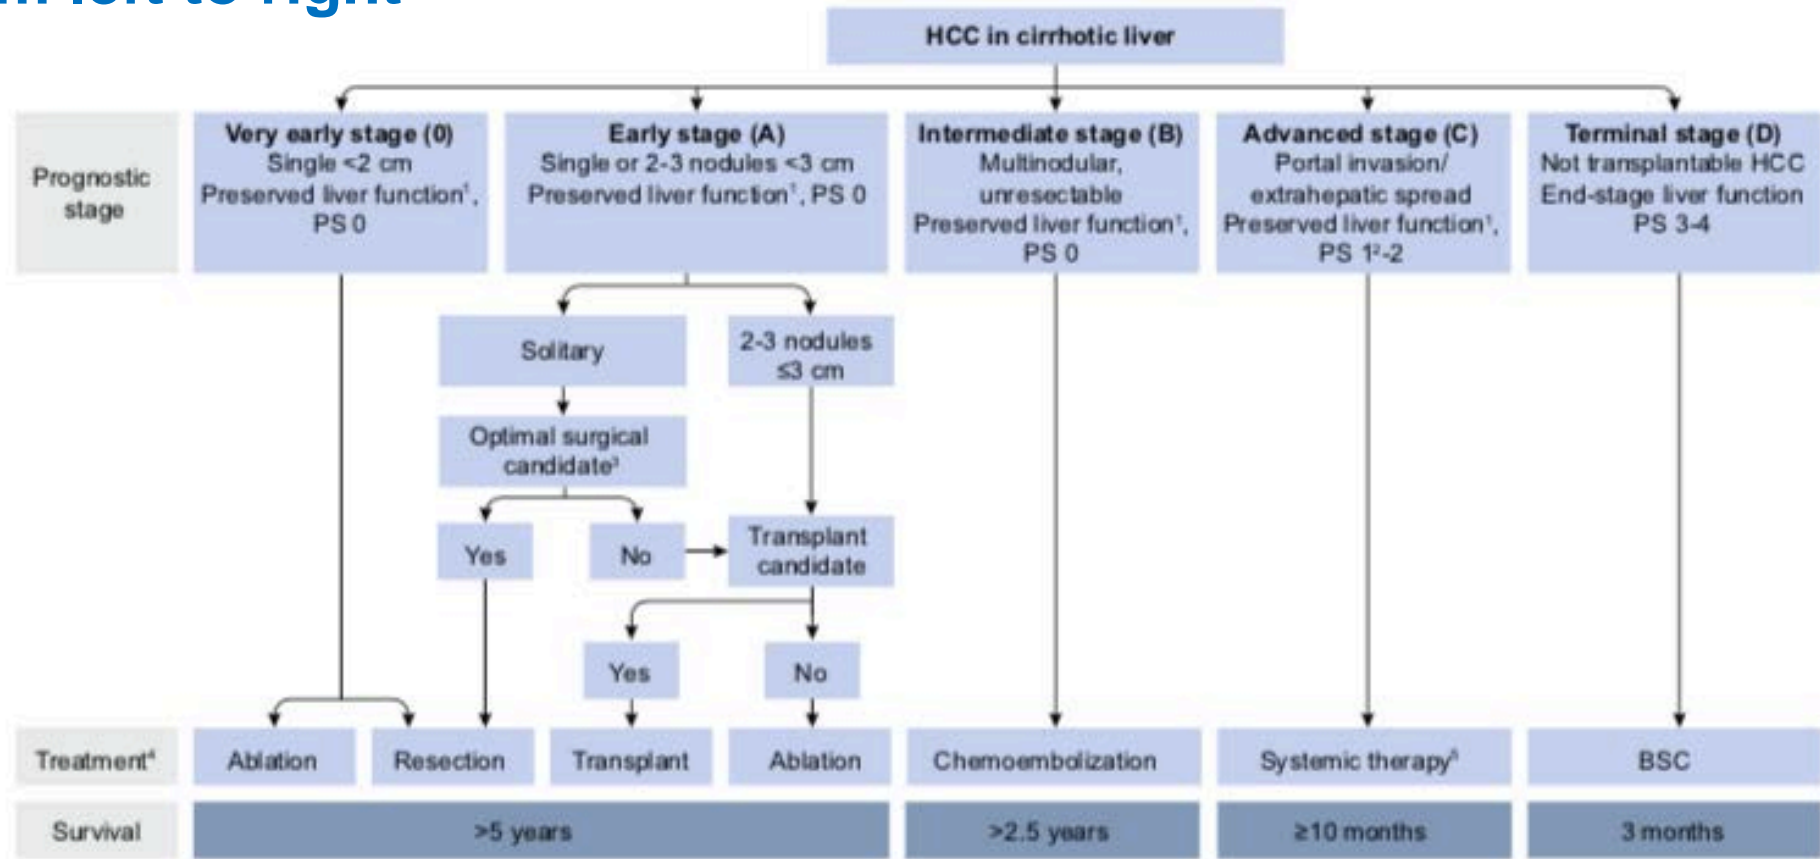 left to right
HCC in cirrhotic liver
Prognostic
stage
Very early stage (0)
Single <2 cm
Preserved liver function¹,
PS 0
Early stage (A)
Single or 2-3 nodules <3 cm
Preserved liver function¹, PS 0
Intermediate stage (B)
Multinodular,
unresectable
Preserved liver function¹,
PS 0
Advanced stage (C)
Portal invasion/
extrahepatic spread
Preserved liver function¹,
PS 1²-2
Terminal stage (D)
Not transplantable HCC
End-stage liver function
PS 3-4
Solitary
2-3 nodules
≤3 cm
Optimal surgical
candidate³
Yes
No
Transplant
candidate
Yes
No
Treatment⁴
Ablation
Resection
Transplant
Ablation
Chemoembolization
Systemic therapy⁵
BSC
Survival
>5 years
>2.5 years
≥10 months
3 months